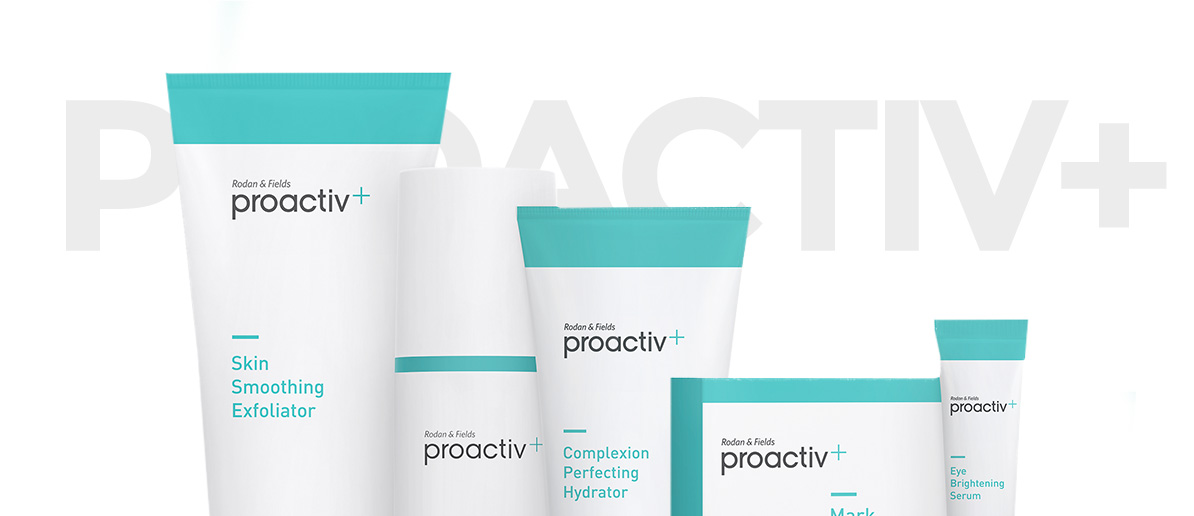 PROACTIV+
Rodan & Fields
proactiv+
Skin
Smoothing
Exfoliator
Rodan & Fields
proactiv+
Rodan & Fields
proactiv+
Complexion
Perfecting
Hydrator
Rodan & Fields
proactiv+
Mark
Rodan & Fields
proactiv+
Eye
Brightening
Serum